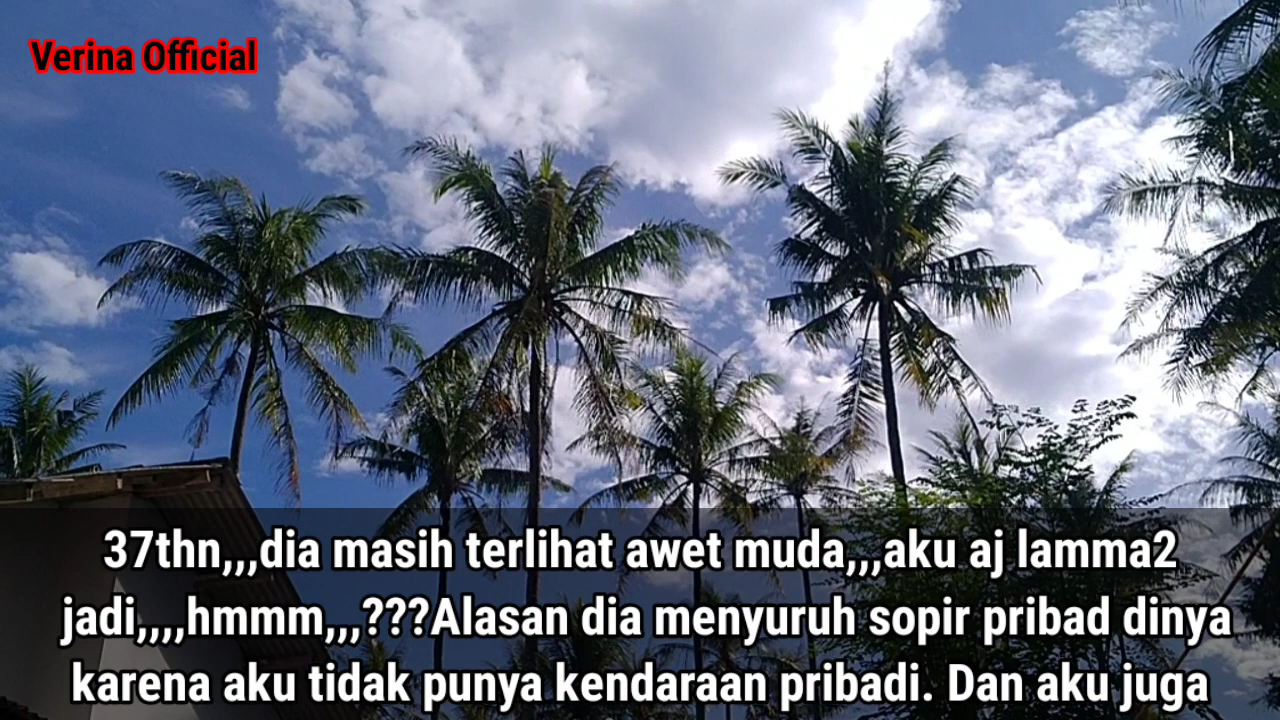 Verina Official
37thn,,,dia masih terlihat awet muda,,,aku aj lamma2
jadi,,,,hmmm,,,???Alasan dia menyuruh sopir pribad dinya
karena aku tidak punya kendaraan pribadi. Dan aku juga